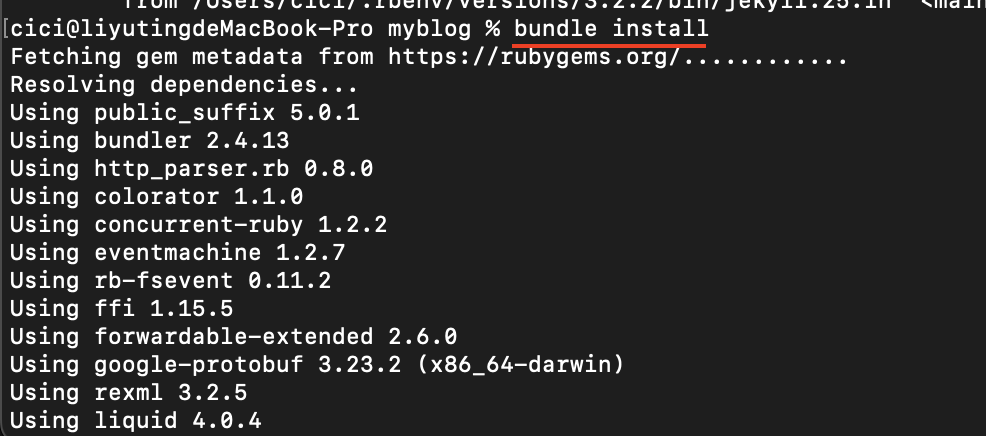 from /Users/cici/.rbenv/versions/3.2.2/bin/jekyll:25:in `<main
[cici@liyutingdeMacBook-Pro myblog % bundle install
Fetching gem metadata from https://rubygems.org/............
Resolving dependencies...
Using public_suffix 5.0.1
Using bundler 2.4.13
Using http_parser.rb 0.8.0
Using colorator 1.1.0
Using concurrent-ruby 1.2.2
Using eventmachine 1.2.7
Using rb-fsevent 0.11.2
Using ffi 1.15.5
Using forwardable-extended 2.6.0
Using google-protobuf 3.23.2 (x86_64-darwin)
Using rexml 3.2.5
Using liquid 4.0.4